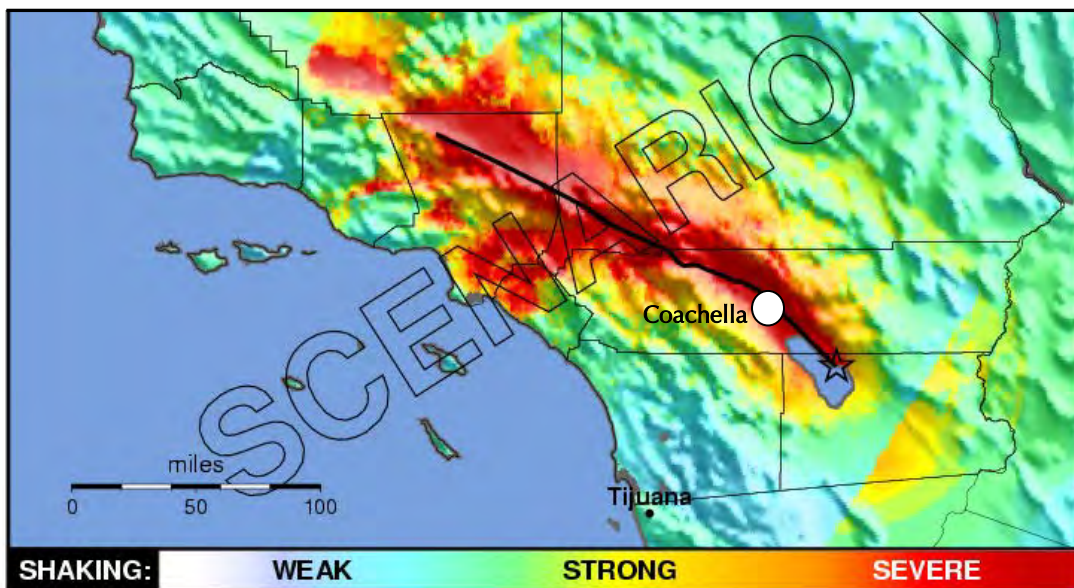 SCENARIO
Coachella
miles
0 50 100
Tijuana
SHAKING: WEAK STRONG SEVERE